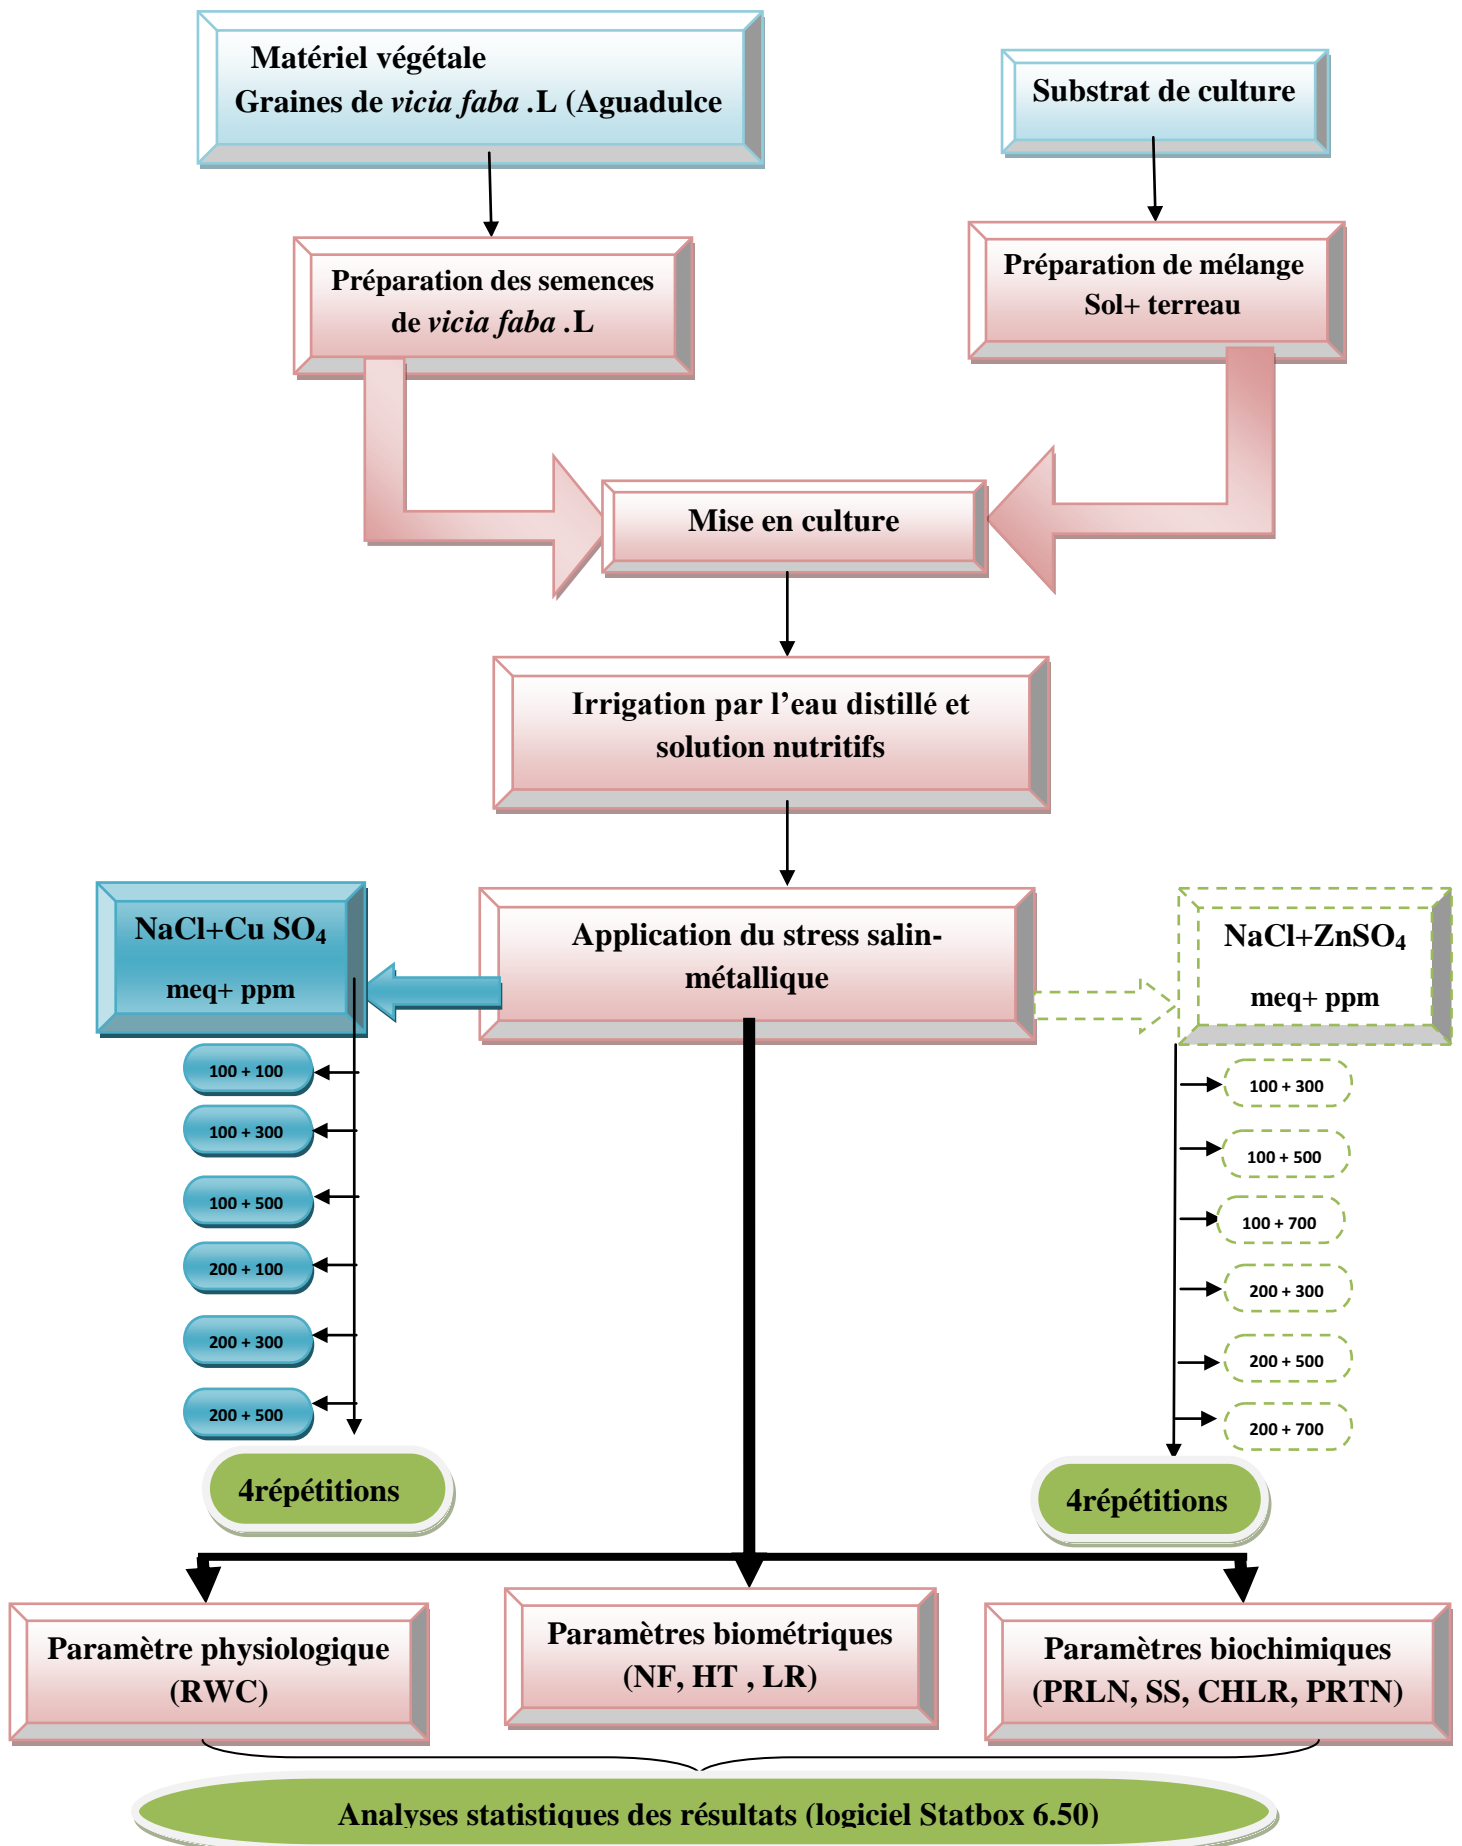 Matériel végétale
Graines de vicia faba .L (Aguadulce
Substrat de culture
Préparation des semences
de vicia faba .L
Préparation de mélange
Sol+ terreau
Mise en culture
Irrigation par l’eau distillé et
solution nutritifs
NaCl+Cu SO4
meq+ ppm
Application du stress salin-
métallique
NaCl+ZnSO4
meq+ ppm
100 + 100
100 + 300
100 + 500
200 + 100
200 + 300
200 + 500
4répétitions
100 + 300
100 + 500
100 + 700
200 + 300
200 + 500
200 + 700
4répétitions
Paramètre physiologique
(RWC)
Paramètres biométriques
(NF, HT , LR)
Paramètres biochimiques
(PRLN, SS, CHLR, PRTN)
Analyses statistiques des résultats (logiciel Statbox 6.50)